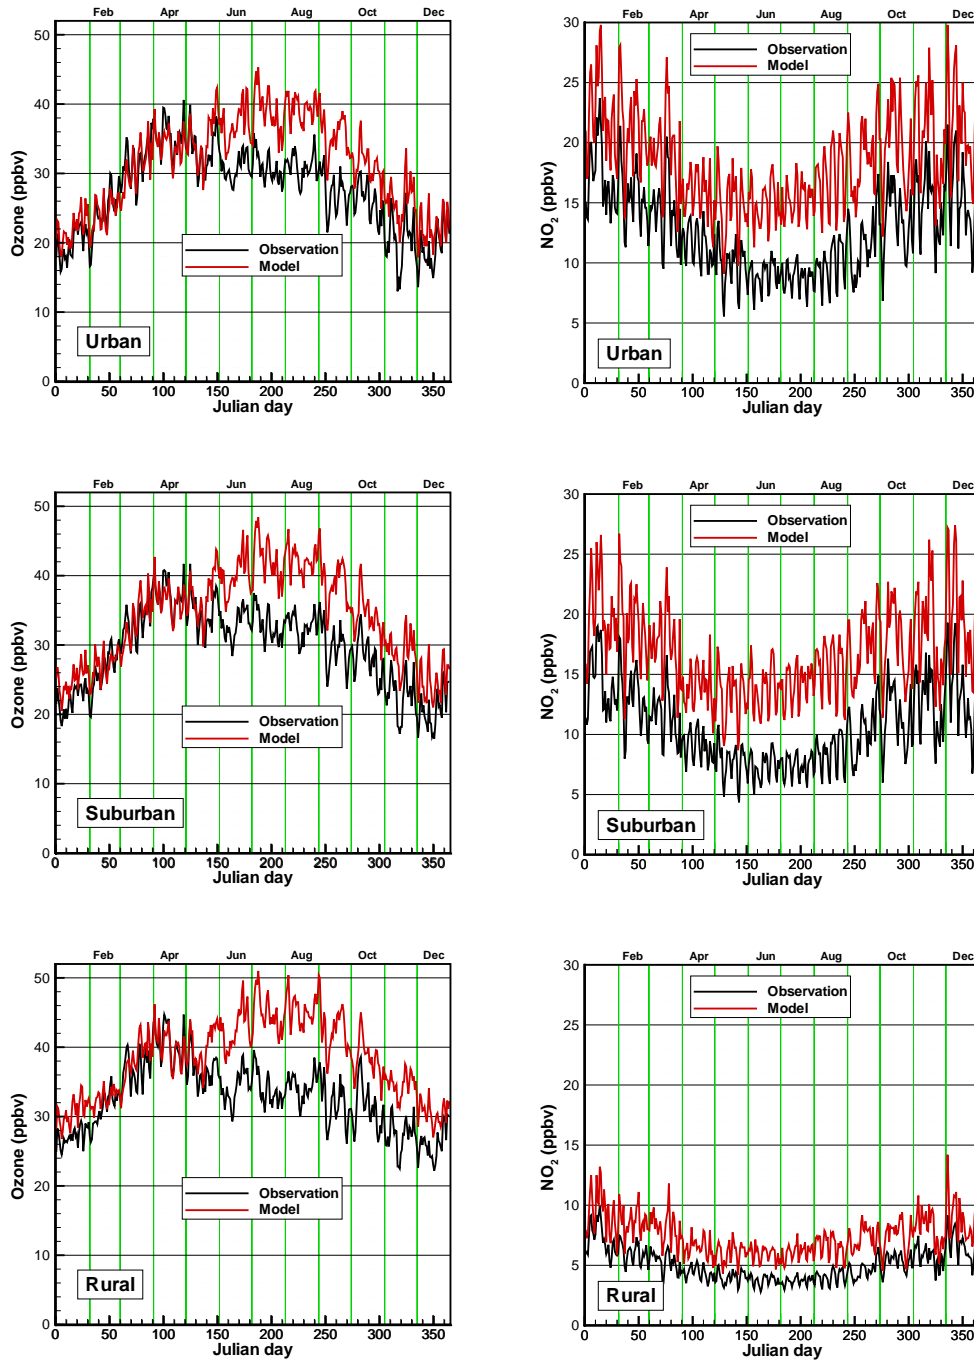 Feb Apr Jun Aug Oct Dec
50
40
30
20
10
0
Ozone (ppbv)
Observation
Model
Urban
0 50 100 150 200 250 300 350
Julian day
Feb Apr Jun Aug Oct Dec
30
25
20
15
10
5
0
NO2 (ppbv)
Observation
Model
Urban
0 50 100 150 200 250 300 350
Julian day
Feb Apr Jun Aug Oct Dec
50
40
30
20
10
0
Ozone (ppbv)
Observation
Model
Suburban
0 50 100 150 200 250 300 350
Julian day
Feb Apr Jun Aug Oct Dec
30
25
20
15
10
5
0
NO2 (ppbv)
Observation
Model
Suburban
0 50 100 150 200 250 300 350
Julian day
Feb Apr Jun Aug Oct Dec
50
40
30
20
10
0
Ozone (ppbv)
Observation
Model
Rural
0 50 100 150 200 250 300 350
Julian day
Feb Apr Jun Aug Oct Dec
30
25
20
15
10
5
0
NO2 (ppbv)
Observation
Model
Rural
0 50 100 150 200 250 300 350
Julian day